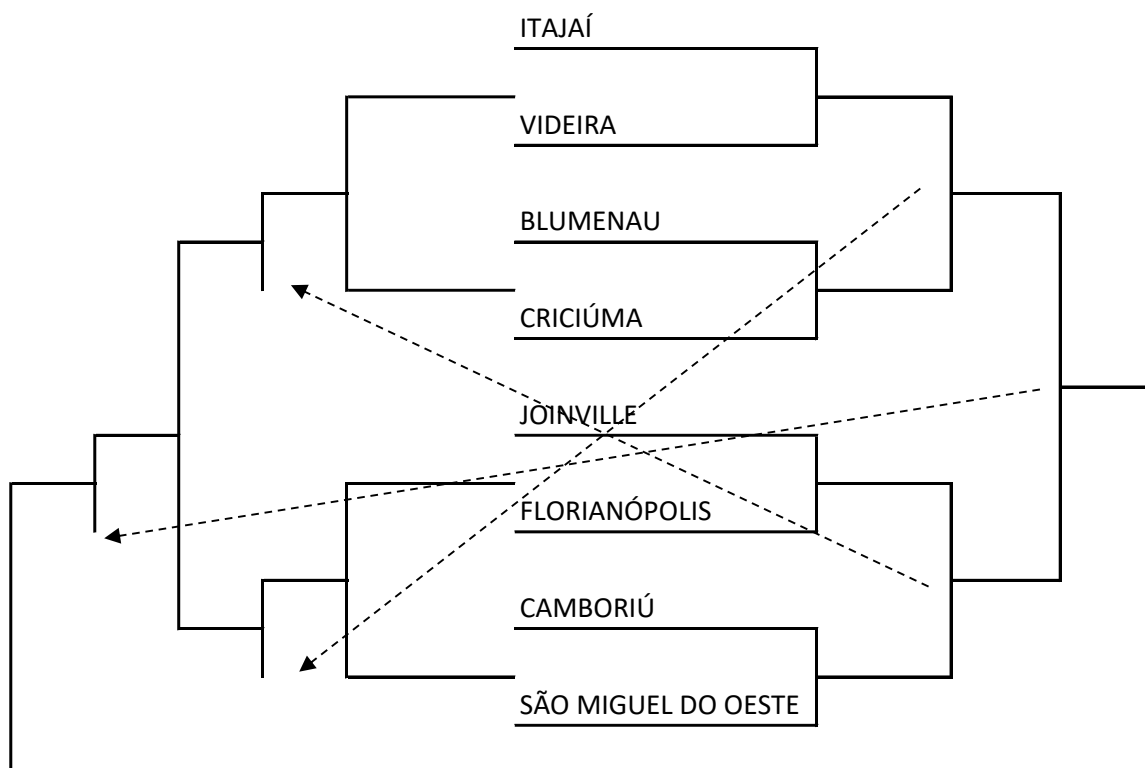 ITAJAÍ
VIDEIRA
BLUMENAU
CRICIÚMA
JOINVILLE
FLORIANÓPOLIS
CAMBORIÚ
SÃO MIGUEL DO OESTE